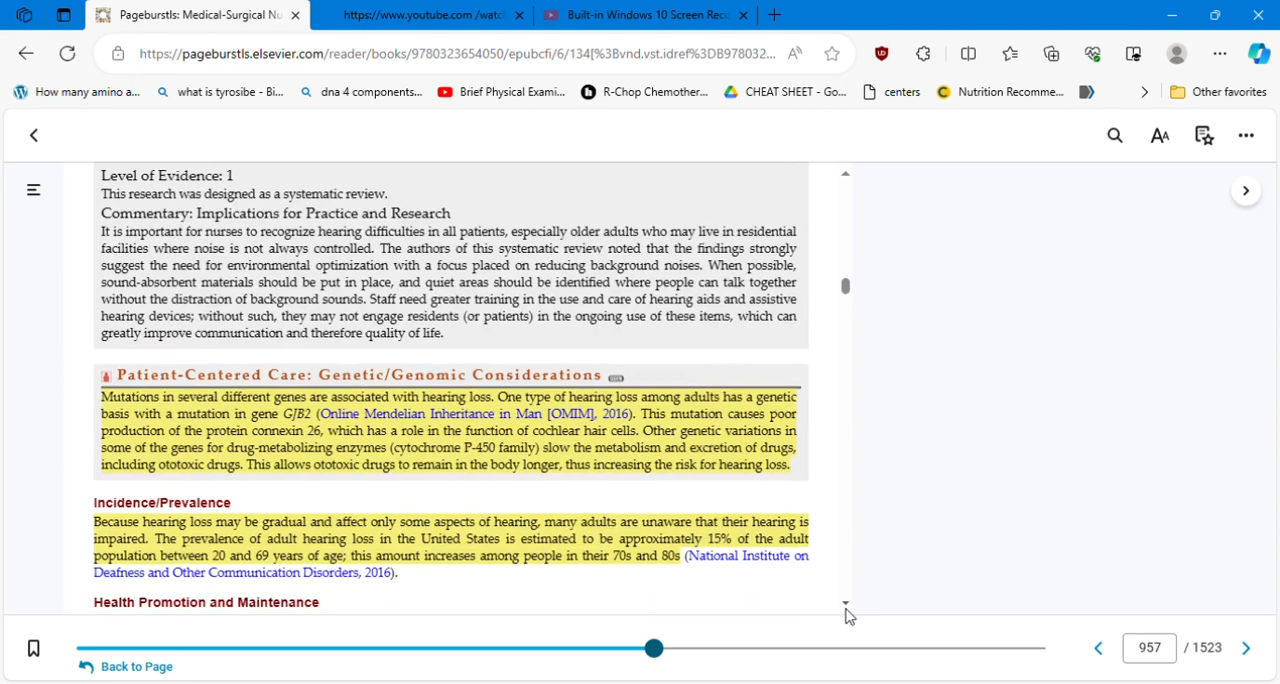 Pageburstls: Medical-Surgical Nu
https://www.youtube.com/watc
Built-in Windows 10 Screen Reco
https://pageburstls.elsevier.com/reader/books/9780323654050/epubcfi/6/134[%3Bvnd.vst.idref%3DB978032...
How many amino a...
what is tyrosibe - Bi...
dna 4 components...
Brief Physical Exami...
R-Chop Chemother...
CHEAT SHEET - Go...
centers
Nutrition Recomme...
Other favorites
Level of Evidence: 1
This research was designed as a systematic review.
Commentary: Implications for Practice and Research
It is important for nurses to recognize hearing difficulties in all patients, especially older adults who may live in residential
facilities where noise is not always controlled. The authors of this systematic review noted that the findings strongly
suggest the need for environmental optimization with a focus placed on reducing background noises. When possible,
sound-absorbent materials should be put in place, and quiet areas should be identified where people can talk together
without the distraction of background sounds. Staff need greater training in the use and care of hearing aids and assistive
hearing devices; without such, they may not engage residents (or patients) in the ongoing use of these items, which can
greatly improve communication and therefore quality of life.
Patient-Centered Care: Genetic/Genomic Considerations
Mutations in several different genes are associated with hearing loss. One type of hearing loss among adults has a genetic
basis with a mutation in gene GJB2 (Online Mendelian Inheritance in Man [OMIM], 2016). This mutation causes poor
production of the protein connexin 26, which has a role in the function of cochlear hair cells. Other genetic variations in
some of the genes for drug-metabolizing enzymes (cytochrome P-450 family) slow the metabolism and excretion of drugs,
including ototoxic drugs. This allows ototoxic drugs to remain in the body longer, thus increasing the risk for hearing loss.
Incidence/Prevalence
Because hearing loss may be gradual and affect only some aspects of hearing, many adults are unaware that their hearing is
impaired. The prevalence of adult hearing loss in the United States is estimated to be approximately 15% of the adult
population between 20 and 69 years of age; this amount increases among people in their 70s and 80s (National Institute on
Deafness and Other Communication Disorders, 2016).
Health Promotion and Maintenance
957 / 1523
Back to Page